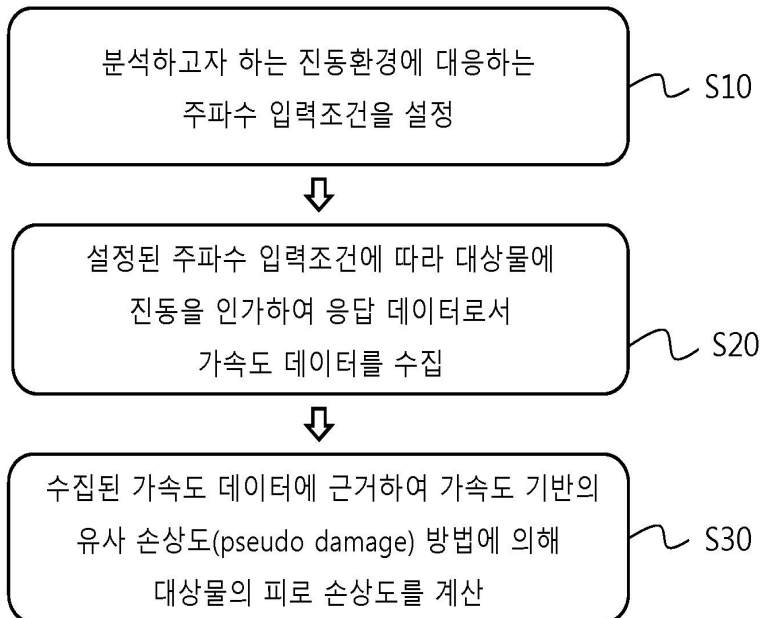 분석하고자 하는 진동환경에 대응하는
주파수 입력조건을 설정
S10
설정된 주파수 입력조건에 따라 대상물에
진동을 인가하여 응답 데이터로서
가속도 데이터를 수집
S20
수집된 가속도 데이터에 근거하여 가속도 기반의
유사 손상도(pseudo damage) 방법에 의해
대상물의 피로 손상도를 계산
S30